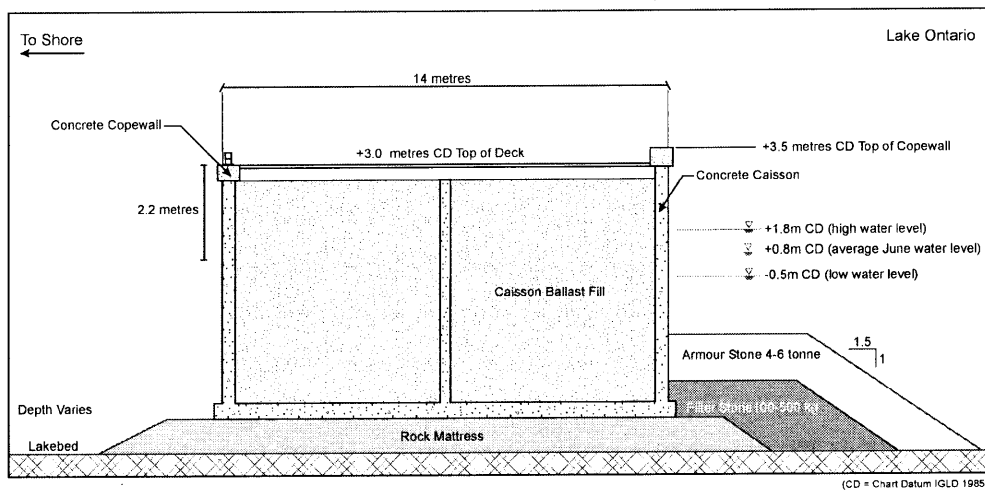 To Shore
Lake Ontario
14 metres
Concrete Copewall
+3.0 metres CD Top of Deck
+3.5 metres CD Top of Copewall
Concrete Caisson
2.2 metres
+1.8m CD (high water level)
+0.8m CD (average June water level)
-0.5m CD (low water level)
Caisson Ballast Fill
1.5
1
Armour Stone 4-6 tonne
Depth Varies
Filter Stone (00-500 k)
Rock Mattress
Lakebed
(CD = Chart Datum IGLD 1985